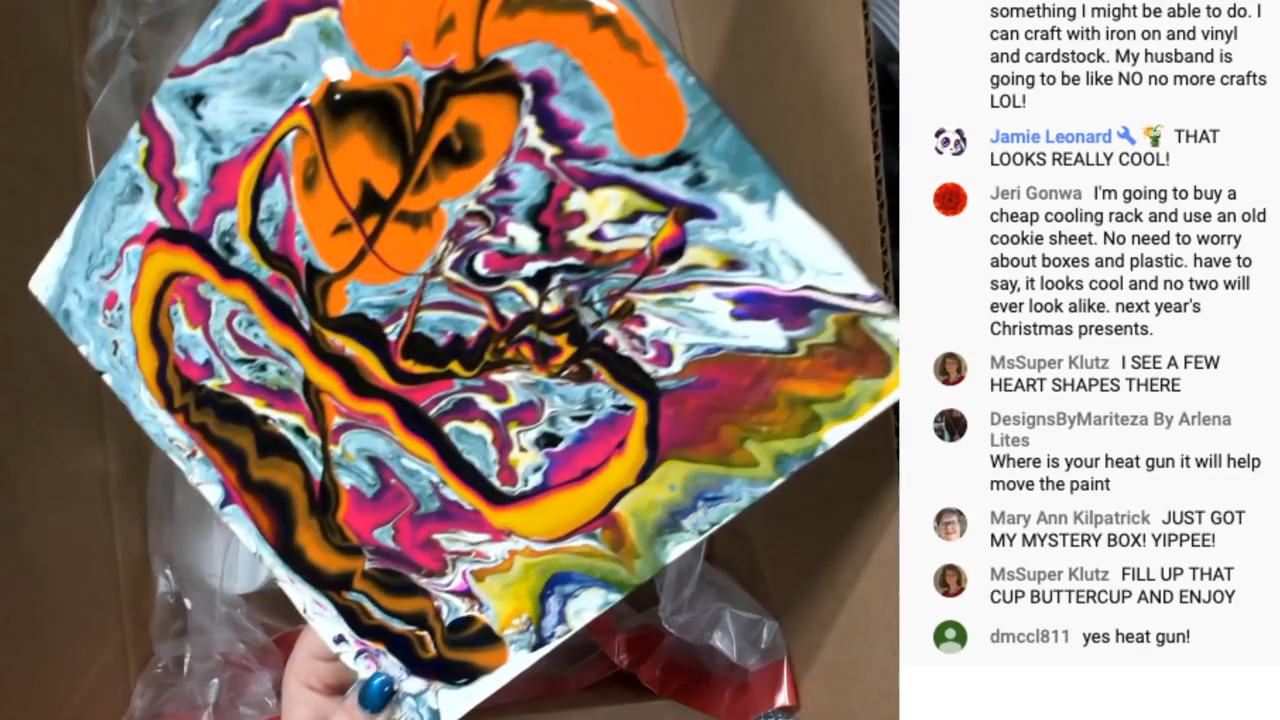 something I might be able to do. I
can craft with iron on and vinyl
and cardstock. My husband is
going to be like NO no more crafts
LOL!
Jamie Leonard THAT
LOOKS REALLY COOL!
Jeri Gonwa I'm going to buy a
cheap cooling rack and use an old
cookie sheet. No need to worry
about boxes and plastic. have to
say, it looks cool and no two will
ever look alike. next year's
Christmas presents.
MsSuper Klutz I SEE A FEW
HEART SHAPES THERE
DesignsByMariteza By Arlena
Lites
Where is your heat gun it will help
move the paint
Mary Ann Kilpatrick JUST GOT
MY MYSTERY BOX! YIPPEE!
MsSuper Klutz FILL UP THAT
CUP BUTTERCUP AND ENJOY
dmccl811 yes heat gun!